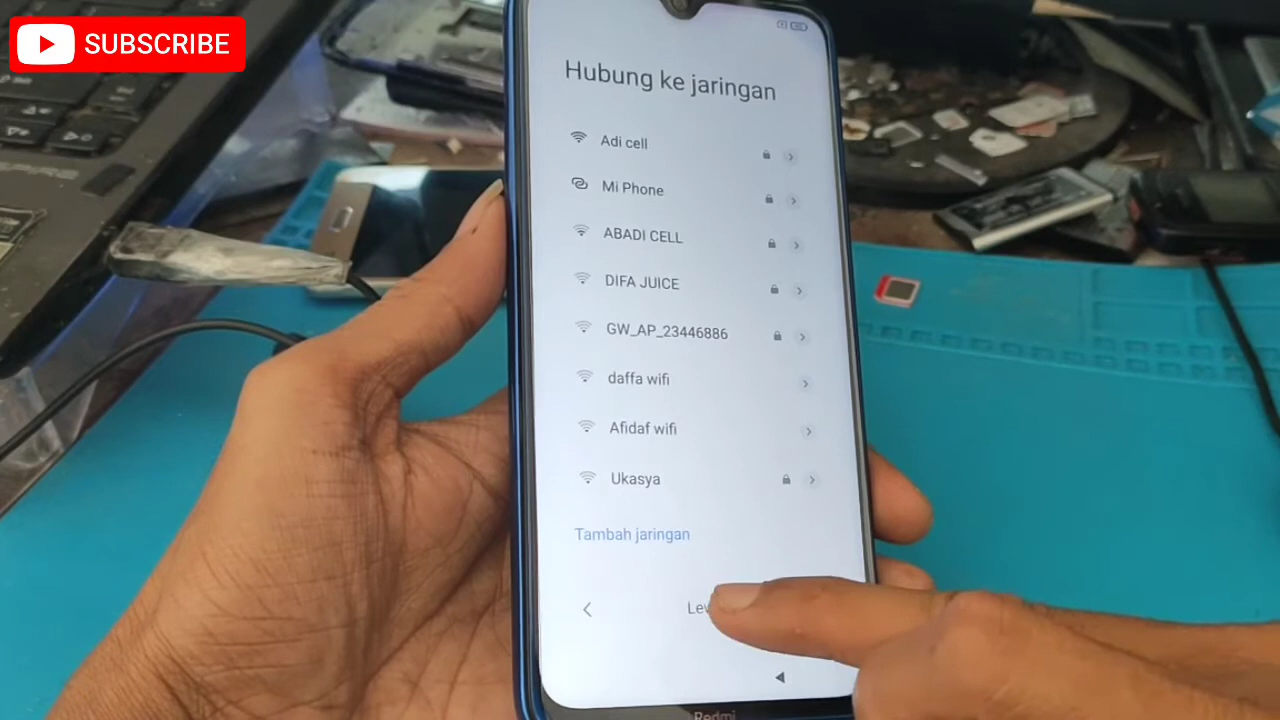 SUBSCRIBE
Hubung ke jaringan
Adi cell
Mi Phone
ABADI CELL
DIFA JUICE
GW_AP_23446886
daffa wifi
Afidaf wifi
Ukasya
Tambah jaringan
Redmi